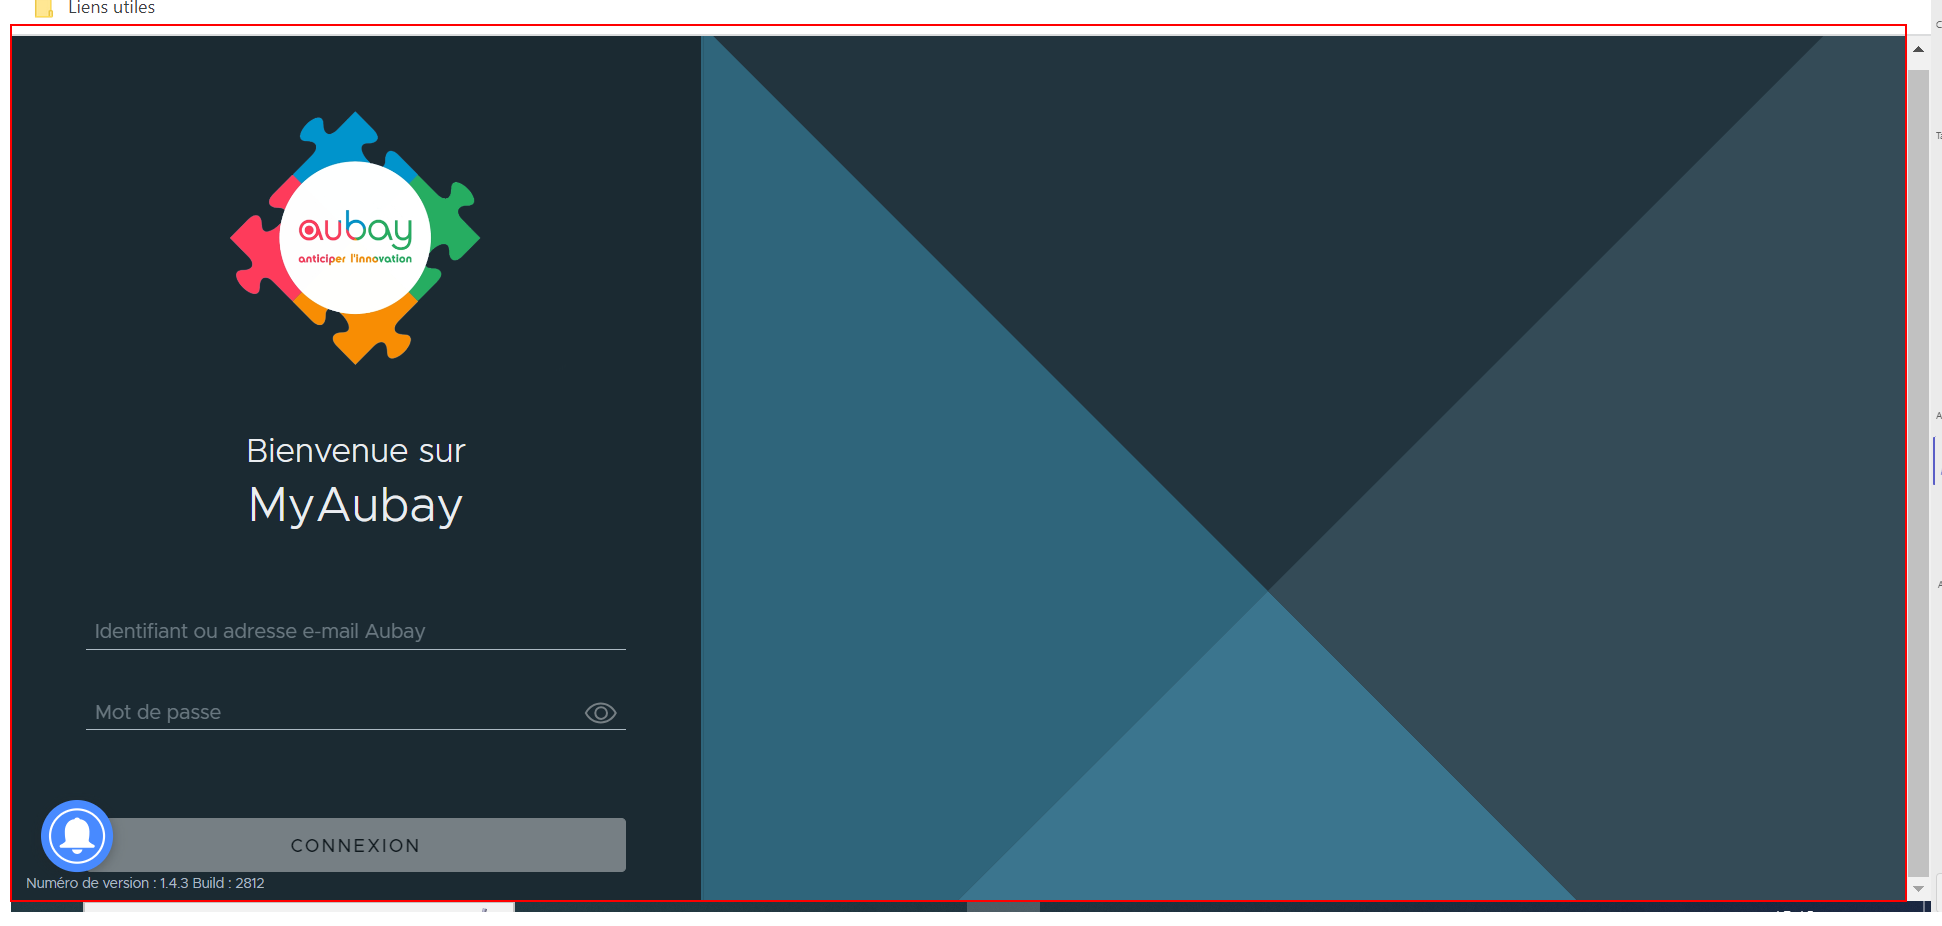 Liens utiles
aubay
anticiper l'innovation
Bienvenue sur
MyAubay
Identifiant ou adresse e-mail Aubay
Mot de passe
CONNEXION
Numéro de version : 1.4.3 Build : 2812